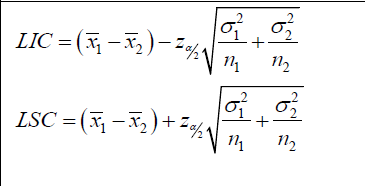 LIC = (x̄₁ − x̄₂) − z_{α/2} √(σ₁²/n₁ + σ₂²/n₂)
LSC = (x̄₁ − x̄₂) + z_{α/2} √(σ₁²/n₁ + σ₂²/n₂)